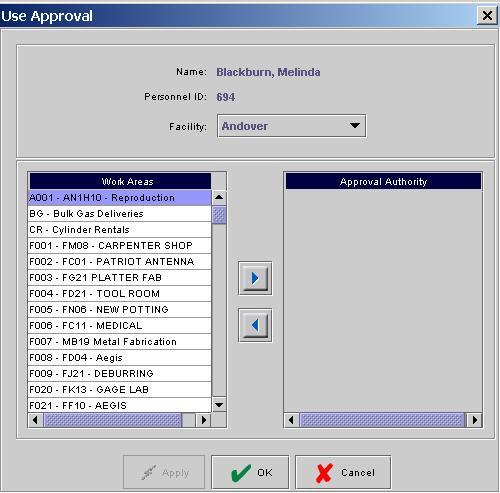 Use Approval
Name: Blackburn, Melinda
Personnel ID: 694
Facility: Andover
Work Areas
A001 - AN1H10 - Reproduction
BG - Bulk Gas Deliveries
CR - Cylinder Rentals
F001 - FM08 - CARPENTER SHOP
F002 - FC01 - PATRIOT ANTENNA
F003 - FG21 PLATTER FAB
F004 - FD21 - TOOL ROOM
F005 - FN06 - NEW POTTING
F006 - FC11 - MEDICAL
F007 - MB19 Metal Fabrication
F008 - FD04 - Aegis
F009 - FJ21 - DEBURRING
F020 - FK13 - GAGE LAB
F021 - FF10 - AEGIS
Approval Authority
Apply OK Cancel